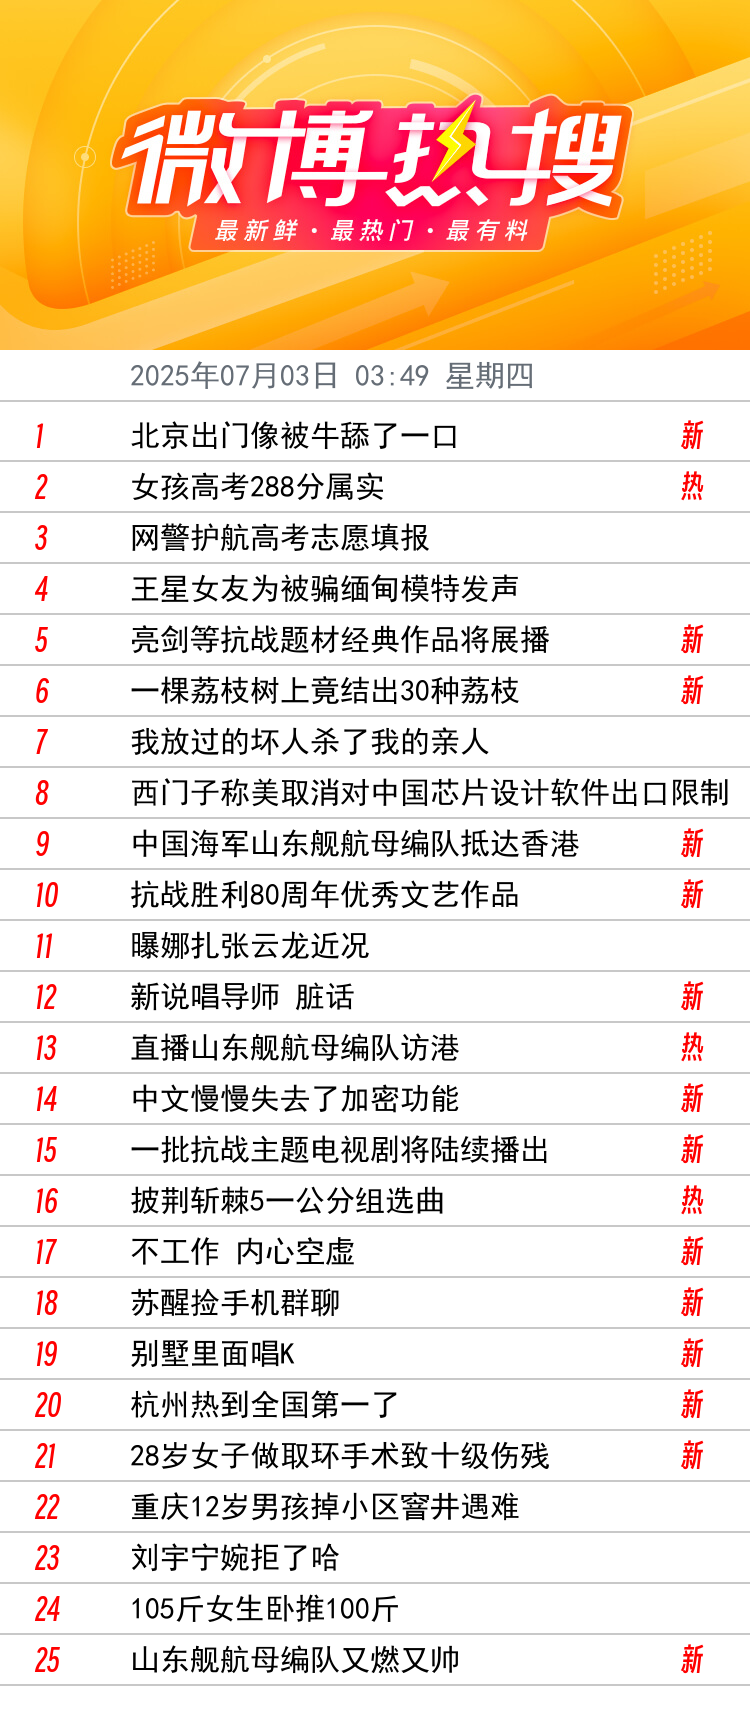 微博热搜
最新鲜·最热门·最有料
2025年07月03日 03:49 星期四
1 北京出门像被牛舔了一口 新
2 女孩高考288分属实 热
3 网警护航高考志愿填报
4 王星女友为被骗缅甸模特发声
5 亮剑等抗战题材经典作品将展播 新
6 一棵荔枝树上竟结出30种荔枝 新
7 我放过的坏人杀了我的亲人
8 西门子称美取消对中国芯片设计软件出口限制
9 中国海军山东舰航母编队抵达香港 新
10 抗战胜利80周年优秀文艺作品 新
11 曝娜扎张云龙近况
12 新说唱导师 脏话 新
13 直播山东舰航母编队访港 热
14 中文慢慢失去了加密功能 新
15 一批抗战主题电视剧将陆续播出 新
16 披荆斩棘5一公分组选曲 热
17 不工作 内心空虚 新
18 苏醒捡手机群聊 新
19 别墅里面唱K 新
20 杭州热到全国第一了 新
21 28岁女子做取环手术致十级伤残 新
22 重庆12岁男孩掉小区窨井遇难
23 刘宇宁婉拒了哈
24 105斤女生卧推100斤
25 山东舰航母编队又燃又帅 新